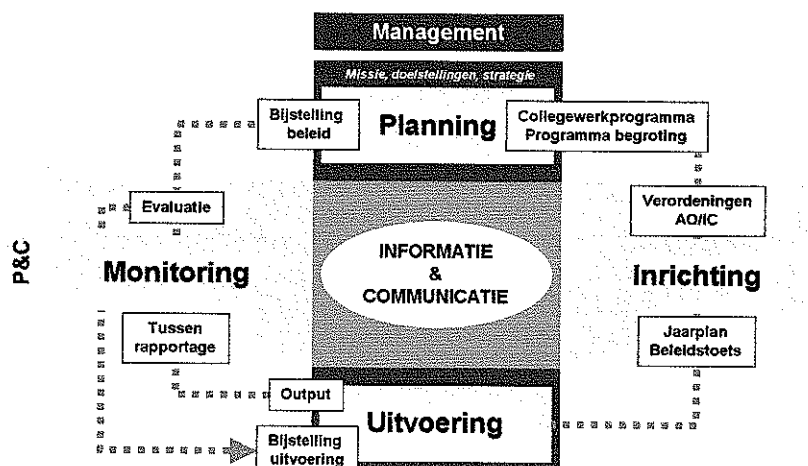 Management
Missie, doelstellingen, strategie
Bijstelling
beleid
Planning
Collegewerkprogramma
Programma begroting
Evaluatie
Verordeningen
AO/IC
P&C
Monitoring
INFORMATIE
&
COMMUNICATIE
Inrichting
Tussen
rapportage
Jaarplan
Beleidstoets
Output
Uitvoering
Bijstelling
uitvoering